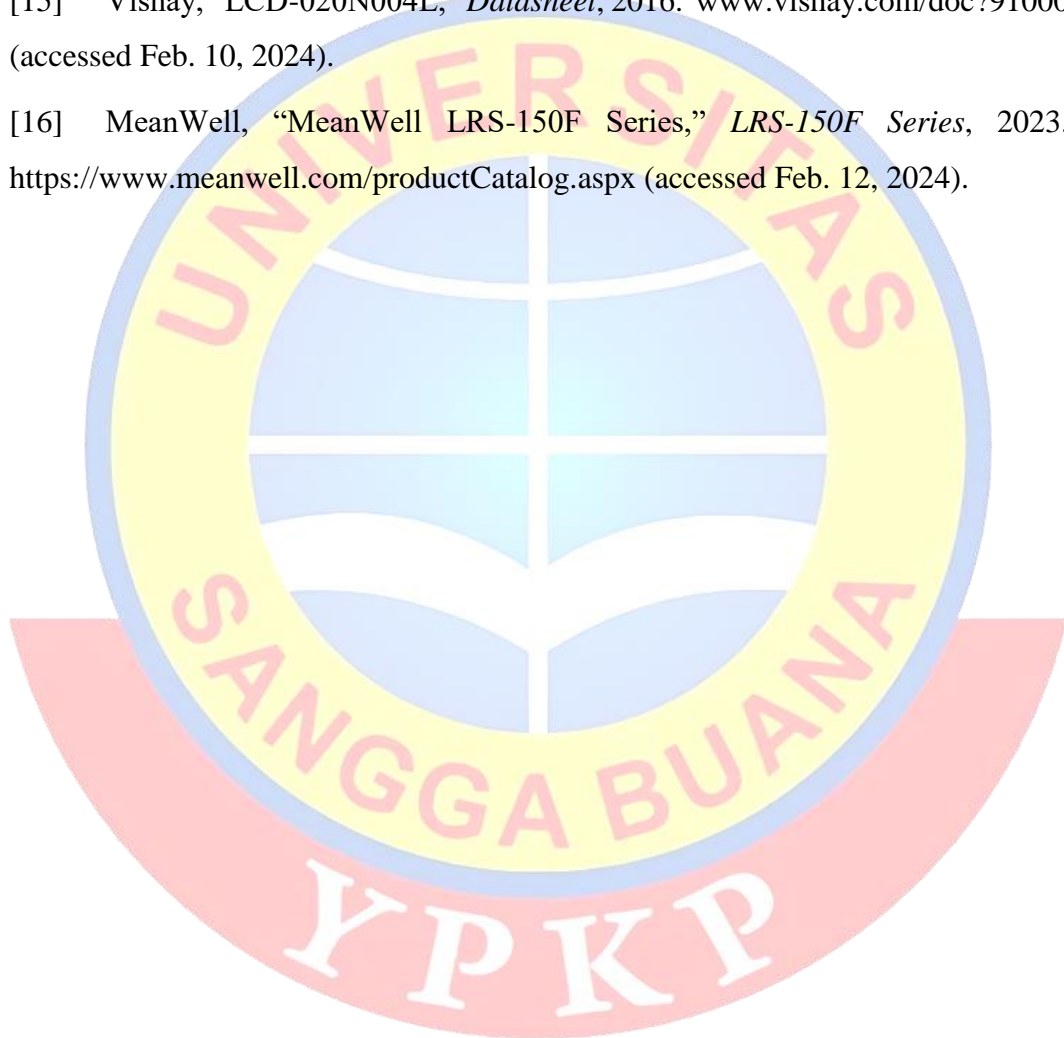 [15] Vishay, “LCD-020N004L,” Datasheet, 2016. www.vishay.com/doc?91000
(accessed Feb. 10, 2024).
[16] MeanWell, “MeanWell LRS-150F Series,” LRS-150F Series, 2023.
https://www.meanwell.com/productCatalog.aspx (accessed Feb. 12, 2024).
UNIVERSITAS
SANGGA BUANA
YPKP